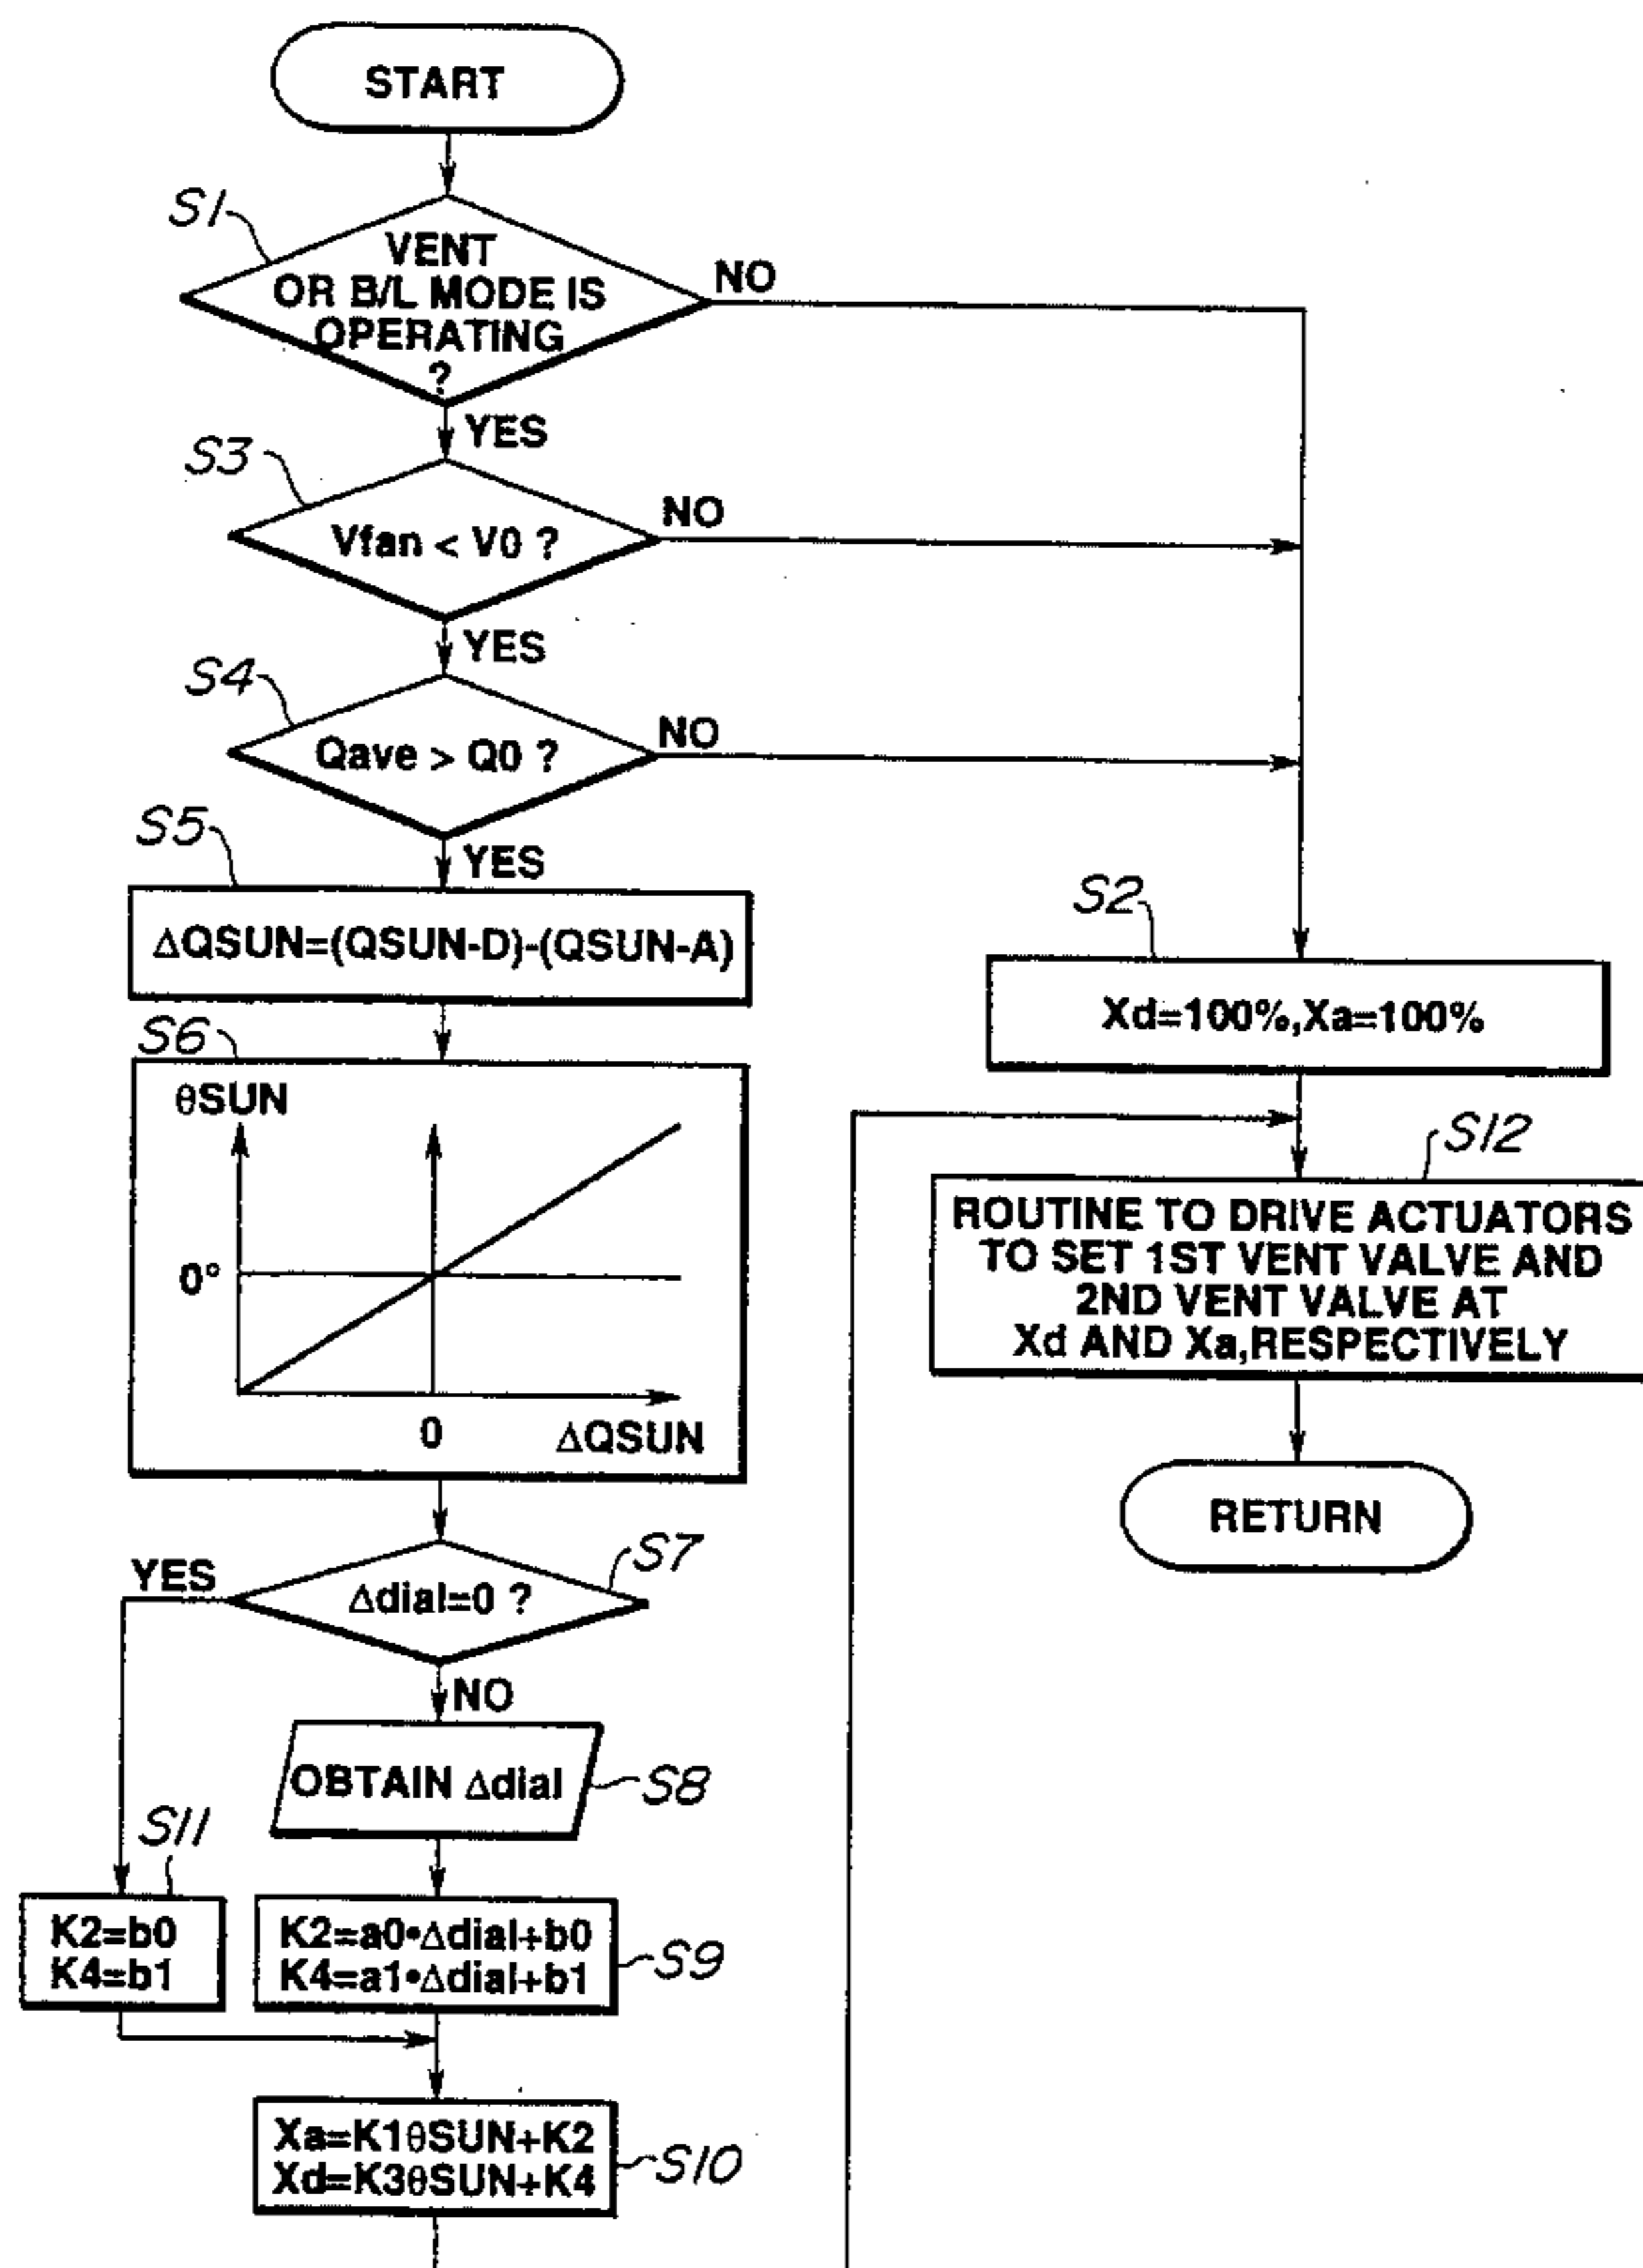 START
S1
VENT
OR B/L MODE IS
OPERATING
?
NO
YES
S3
Vfan < V0 ?
NO
YES
S4
Qave > Q0 ?
NO
YES
S5
ΔQSUN=(QSUN-D)-(QSUN-A)
S2
Xd=100%,Xa=100%
S6
θSUN
0°
0
ΔQSUN
S12
ROUTINE TO DRIVE ACTUATORS
TO SET 1ST VENT VALVE AND
2ND VENT VALVE AT
Xd AND Xa,RESPECTIVELY
RETURN
S7
YES
Δdial=0 ?
NO
OBTAIN Δdial
S8
S11
K2=b0
K4=b1
K2=a0•Δdial+b0
K4=a1•Δdial+b1
S9
Xa=K1θSUN+K2
Xd=K3θSUN+K4
S10